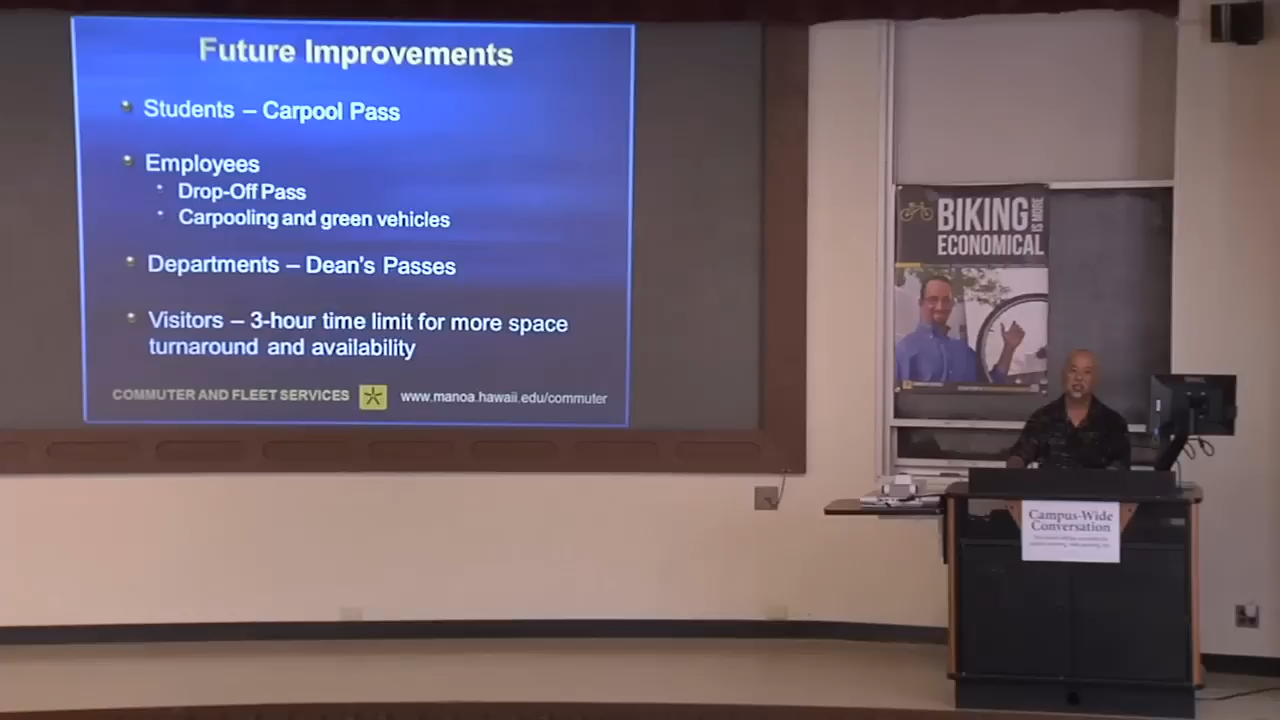 Future Improvements
Students – Carpool Pass
Employees
Drop-Off Pass
Carpooling and green vehicles
Departments – Dean's Passes
Visitors – 3-hour time limit for more space
turnaround and availability
COMMUTER AND FLEET SERVICES
www.manoa.hawaii.edu/commuter
BIKING IS MORE
ECONOMICAL
Campus-Wide
Conversation